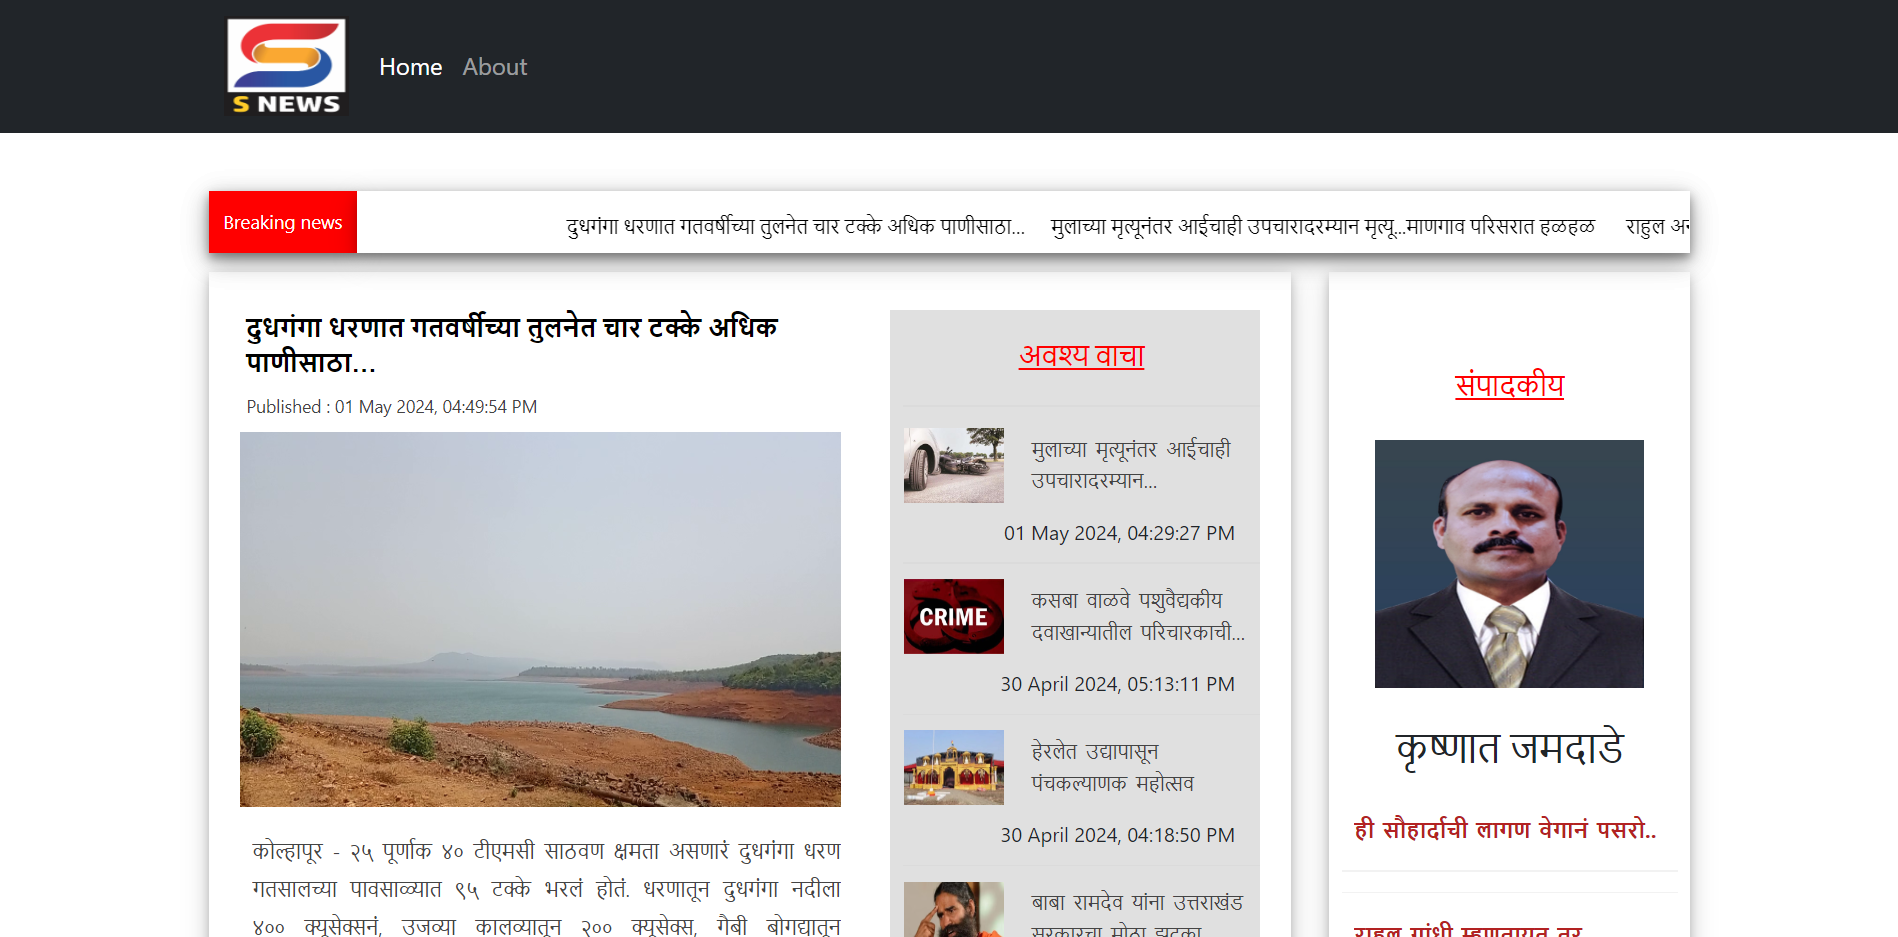 S NEWS
Home About
Breaking news
दुधगंगा धरणात गतवर्षीच्या तुलनेत चार टक्के अधिक पाणीसाठा... मुलाच्या मृत्यूनंतर आईचाही उपचारादरम्यान मृत्यू...माणगाव परिसरात हळहळ राहुल
दुधगंगा धरणात गतवर्षीच्या तुलनेत चार टक्के अधिक
पाणीसाठा...
Published : 01 May 2024, 04:49:54 PM
कोल्हापूर - २५ पूर्णाक ४० टीएमसी साठवण क्षमता असणारं दुधगंगा धरण
गतसालच्या पावसाळ्यात ९५ टक्के भरलं होतं. धरणातून दुधगंगा नदीला
४०० क्यूसेक्सनं, उजव्या कालव्यातून २०० क्यूसेक्स, गैबी बोगद्यातून
अवश्य वाचा
मुलाच्या मृत्यूनंतर आईचाही
उपचारादरम्यान...
01 May 2024, 04:29:27 PM
CRIME
कसबा वाळवे पशुवैद्यकीय
दवाखान्यातील परिचारकाची...
30 April 2024, 05:13:11 PM
हेरलेत उद्यापासून
पंचकल्याणक महोत्सव
30 April 2024, 04:18:50 PM
बाबा रामदेव यांना उत्तराखंड
सरकारचा मोठा झटका
संपादकीय
कृष्णात जमदाडे
ही सौहार्दाची लागण वेगानं पसरो..
राहुल गांधी म्हणतायत तर